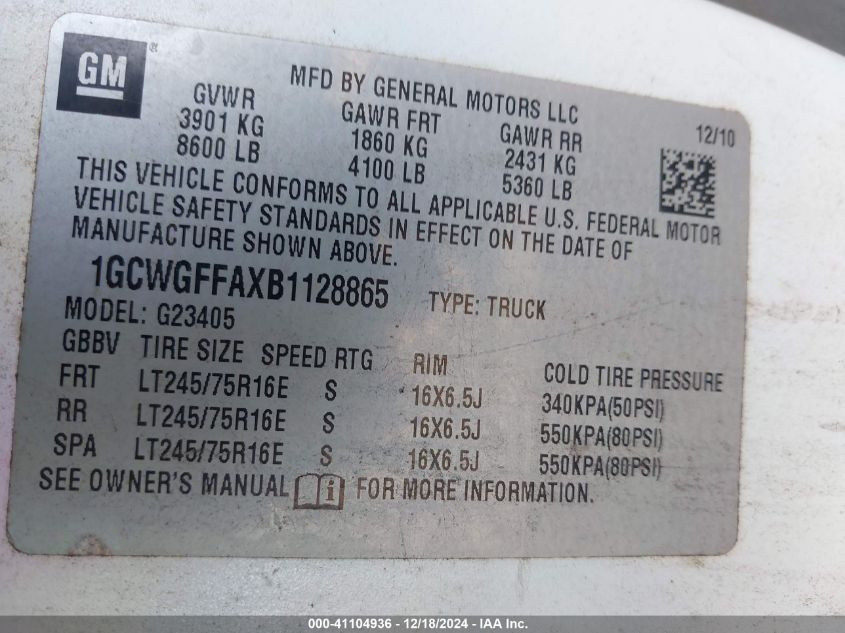 GM®
MFD BY GENERAL MOTORS LLC
GVWR GAWR FRT GAWR RR 12/10
3901 KG 1860 KG 2431 KG
8600 LB 4100 LB 5360 LB
THIS VEHICLE CONFORMS TO ALL APPLICABLE U.S. FEDERAL MOTOR
VEHICLE SAFETY STANDARDS IN EFFECT ON THE DATE OF
MANUFACTURE SHOWN ABOVE.
1GCWGFFAXB1128865 TYPE: TRUCK
MODEL: G23405
GBBV TIRE SIZE SPEED RTG RIM COLD TIRE PRESSURE
FRT LT245/75R16E S 16X6.5J 340KPA(50PSI)
RR LT245/75R16E S 16X6.5J 550KPA(80PSI)
SPA LT245/75R16E S 16X6.5J 550KPA(80PSI)
SEE OWNER'S MANUAL i FOR MORE INFORMATION.
000-41104936 - 12/18/2024 - IAA Inc.